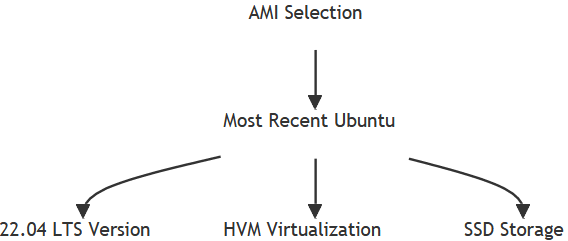 AMI Selection
Most Recent Ubuntu
22.04 LTS Version
HVM Virtualization
SSD Storage